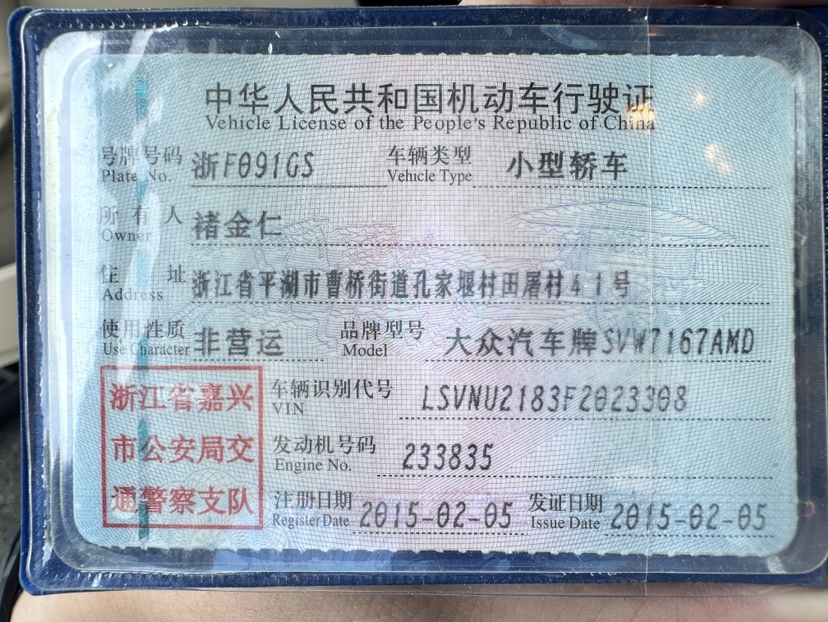 中华人民共和国机动车行驶证
Vehicle License of the People's Republic of China
号牌号码 浙F091GS 车辆类型 小型轿车
Plate No. Vehicle Type
所有人 褚金仁
Owner
住址 浙江省平湖市曹桥街道孔家堰村田屠村41号
Address
使用性质 非营运 品牌型号 大众汽车牌SVW7167AMD
Use Character Model
浙江省嘉兴
市公安局交
通警察支队
车辆识别代号 LSVNU2183F2023308
VIN
发动机号码 233835
Engine No.
注册日期 2015-02-05 发证日期 2015-02-05
Register Date Issue Date